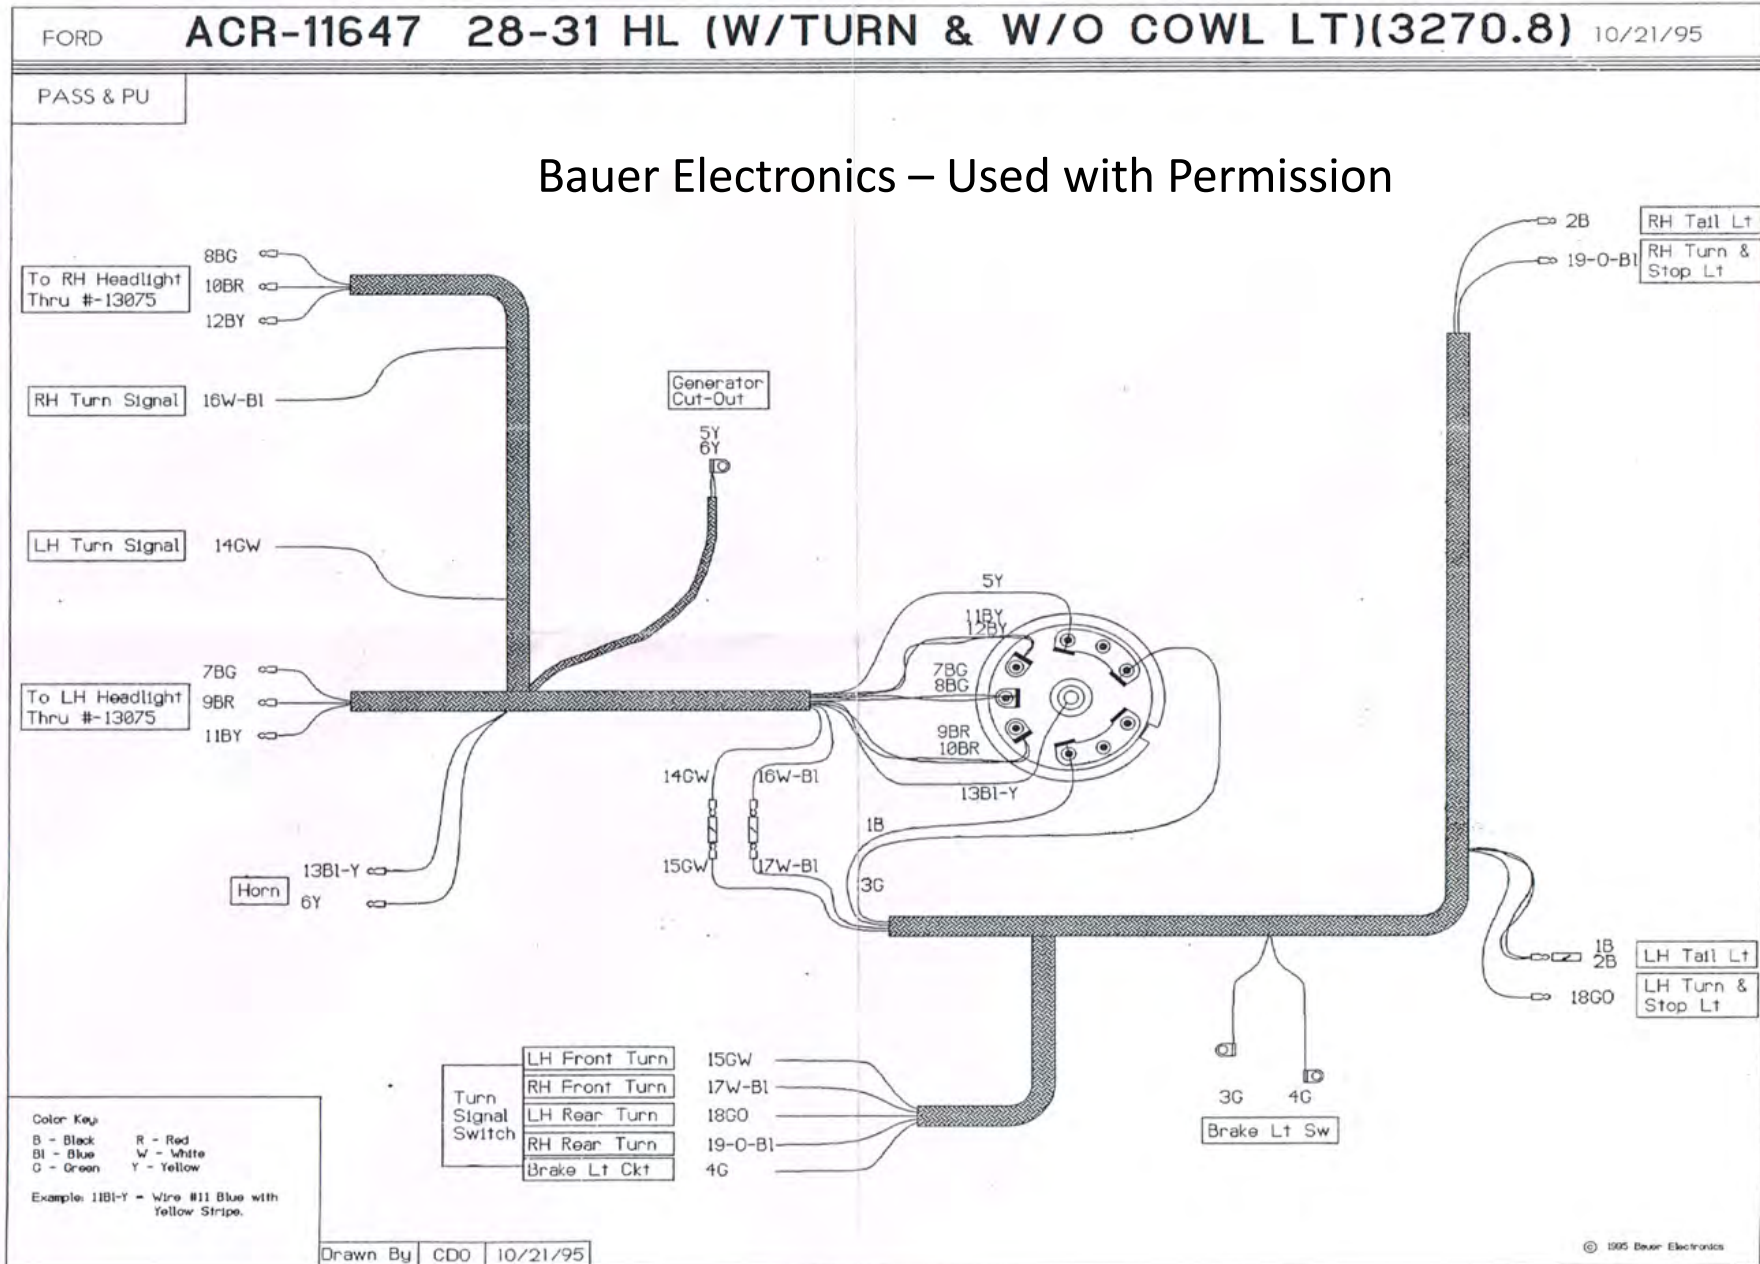 FORD
ACR-11647 28-31 HL (W/TURN & W/O COWL LT)(3270.8)
10/21/95
PASS & PU
Bauer Electronics – Used with Permission
To RH Headlight
Thru #-13075
8BG
10BR
12BY
RH Turn Signal
16W-Bl
LH Turn Signal
14GW
To LH Headlight
Thru #-13075
7BG
9BR
11BY
Horn
13Bl-Y
6Y
Generator
Cut-Out
5Y
6Y
5Y
11BY
12BY
7BG
8BG
9BR
10BR
13Bl-Y
14GW
16W-Bl
15GW
17W-Bl
1B
3G
2B
RH Tail Lt
19-O-Bl
RH Turn &
Stop Lt
1B
2B
LH Tail Lt
18GO
LH Turn &
Stop Lt
3G
4G
Brake Lt Sw
Turn
Signal
Switch
LH Front Turn
15GW
RH Front Turn
17W-Bl
LH Rear Turn
18GO
RH Rear Turn
19-O-Bl
Brake Lt Ckt
4G
Color Key:
B - Black R - Red
Bl - Blue W - White
G - Green Y - Yellow
Example: 11Bl-Y - Wire #11 Blue with
Yellow Stripe.
Drawn By
CDO
10/21/95
© 1995 Bauer Electronics